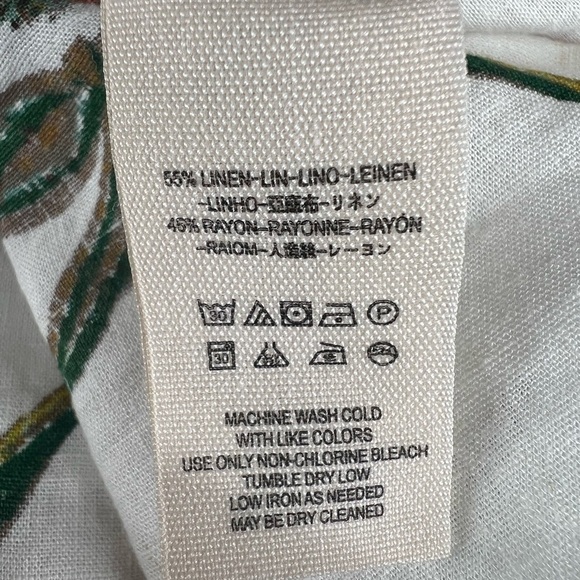 55% LINEN-LIN-LINO-LEINEN
-LINHO-亞麻布-リネン
45% RAYON-RAYONNE-RAYÓN
-RAIOM-人造絲-レーヨン
30 P
30
MACHINE WASH COLD
WITH LIKE COLORS
USE ONLY NON-CHLORINE BLEACH
TUMBLE DRY LOW
LOW IRON AS NEEDED
MAY BE DRY CLEANED